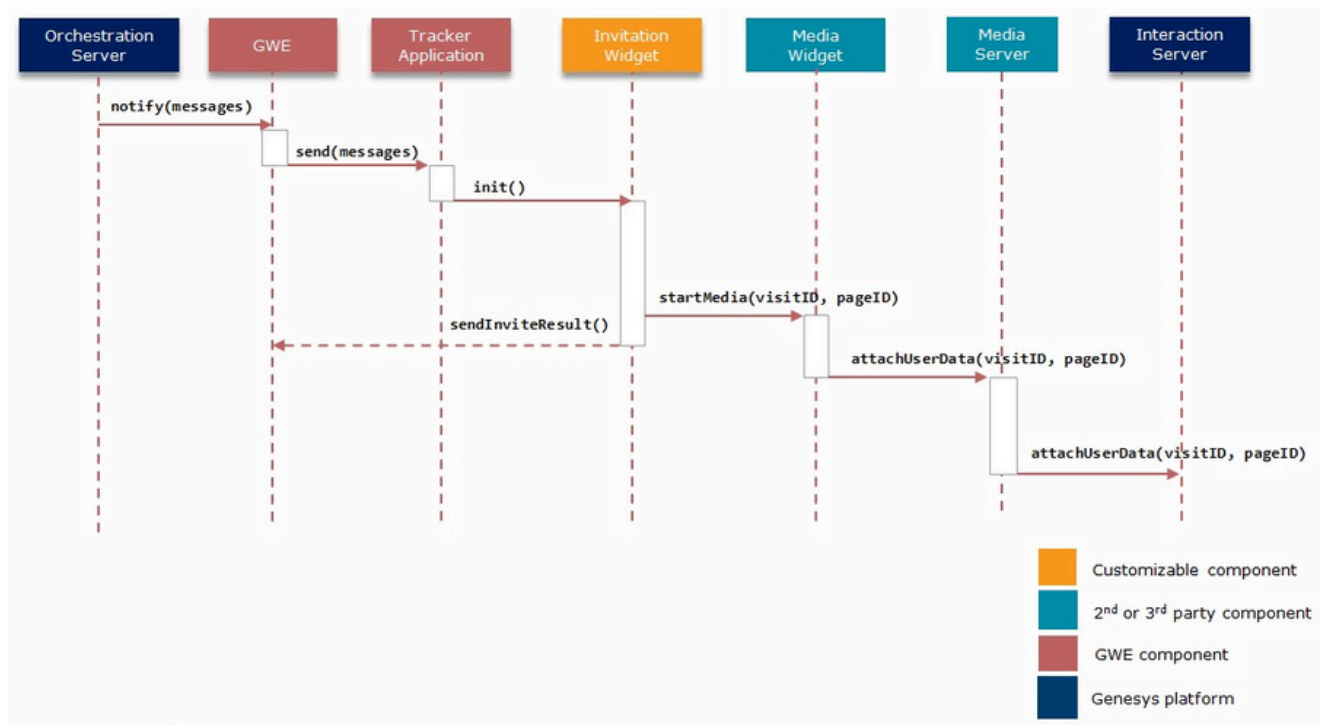 Orchestration
Server
GWE
Tracker
Application
Invitation
Widget
Media
Widget
Media
Server
Interaction
Server
notify(messages)
send(messages)
init()
startMedia(visitID, pageID)
sendInviteResult()
attachUserData(visitID, pageID)
attachUserData(visitID, pageID)
Customizable component
2nd or 3rd party component
GWE component
Genesys platform